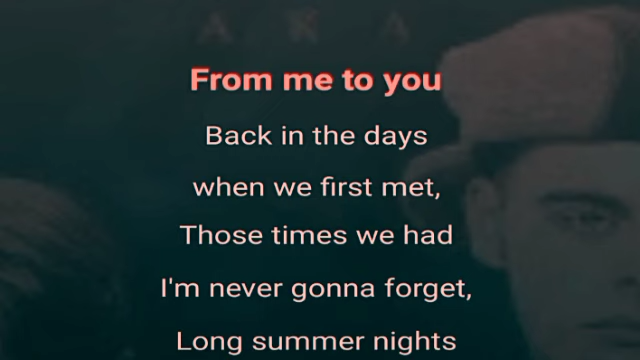 From me to you
Back in the days
when we first met,
Those times we had
I'm never gonna forget,
Long summer nights